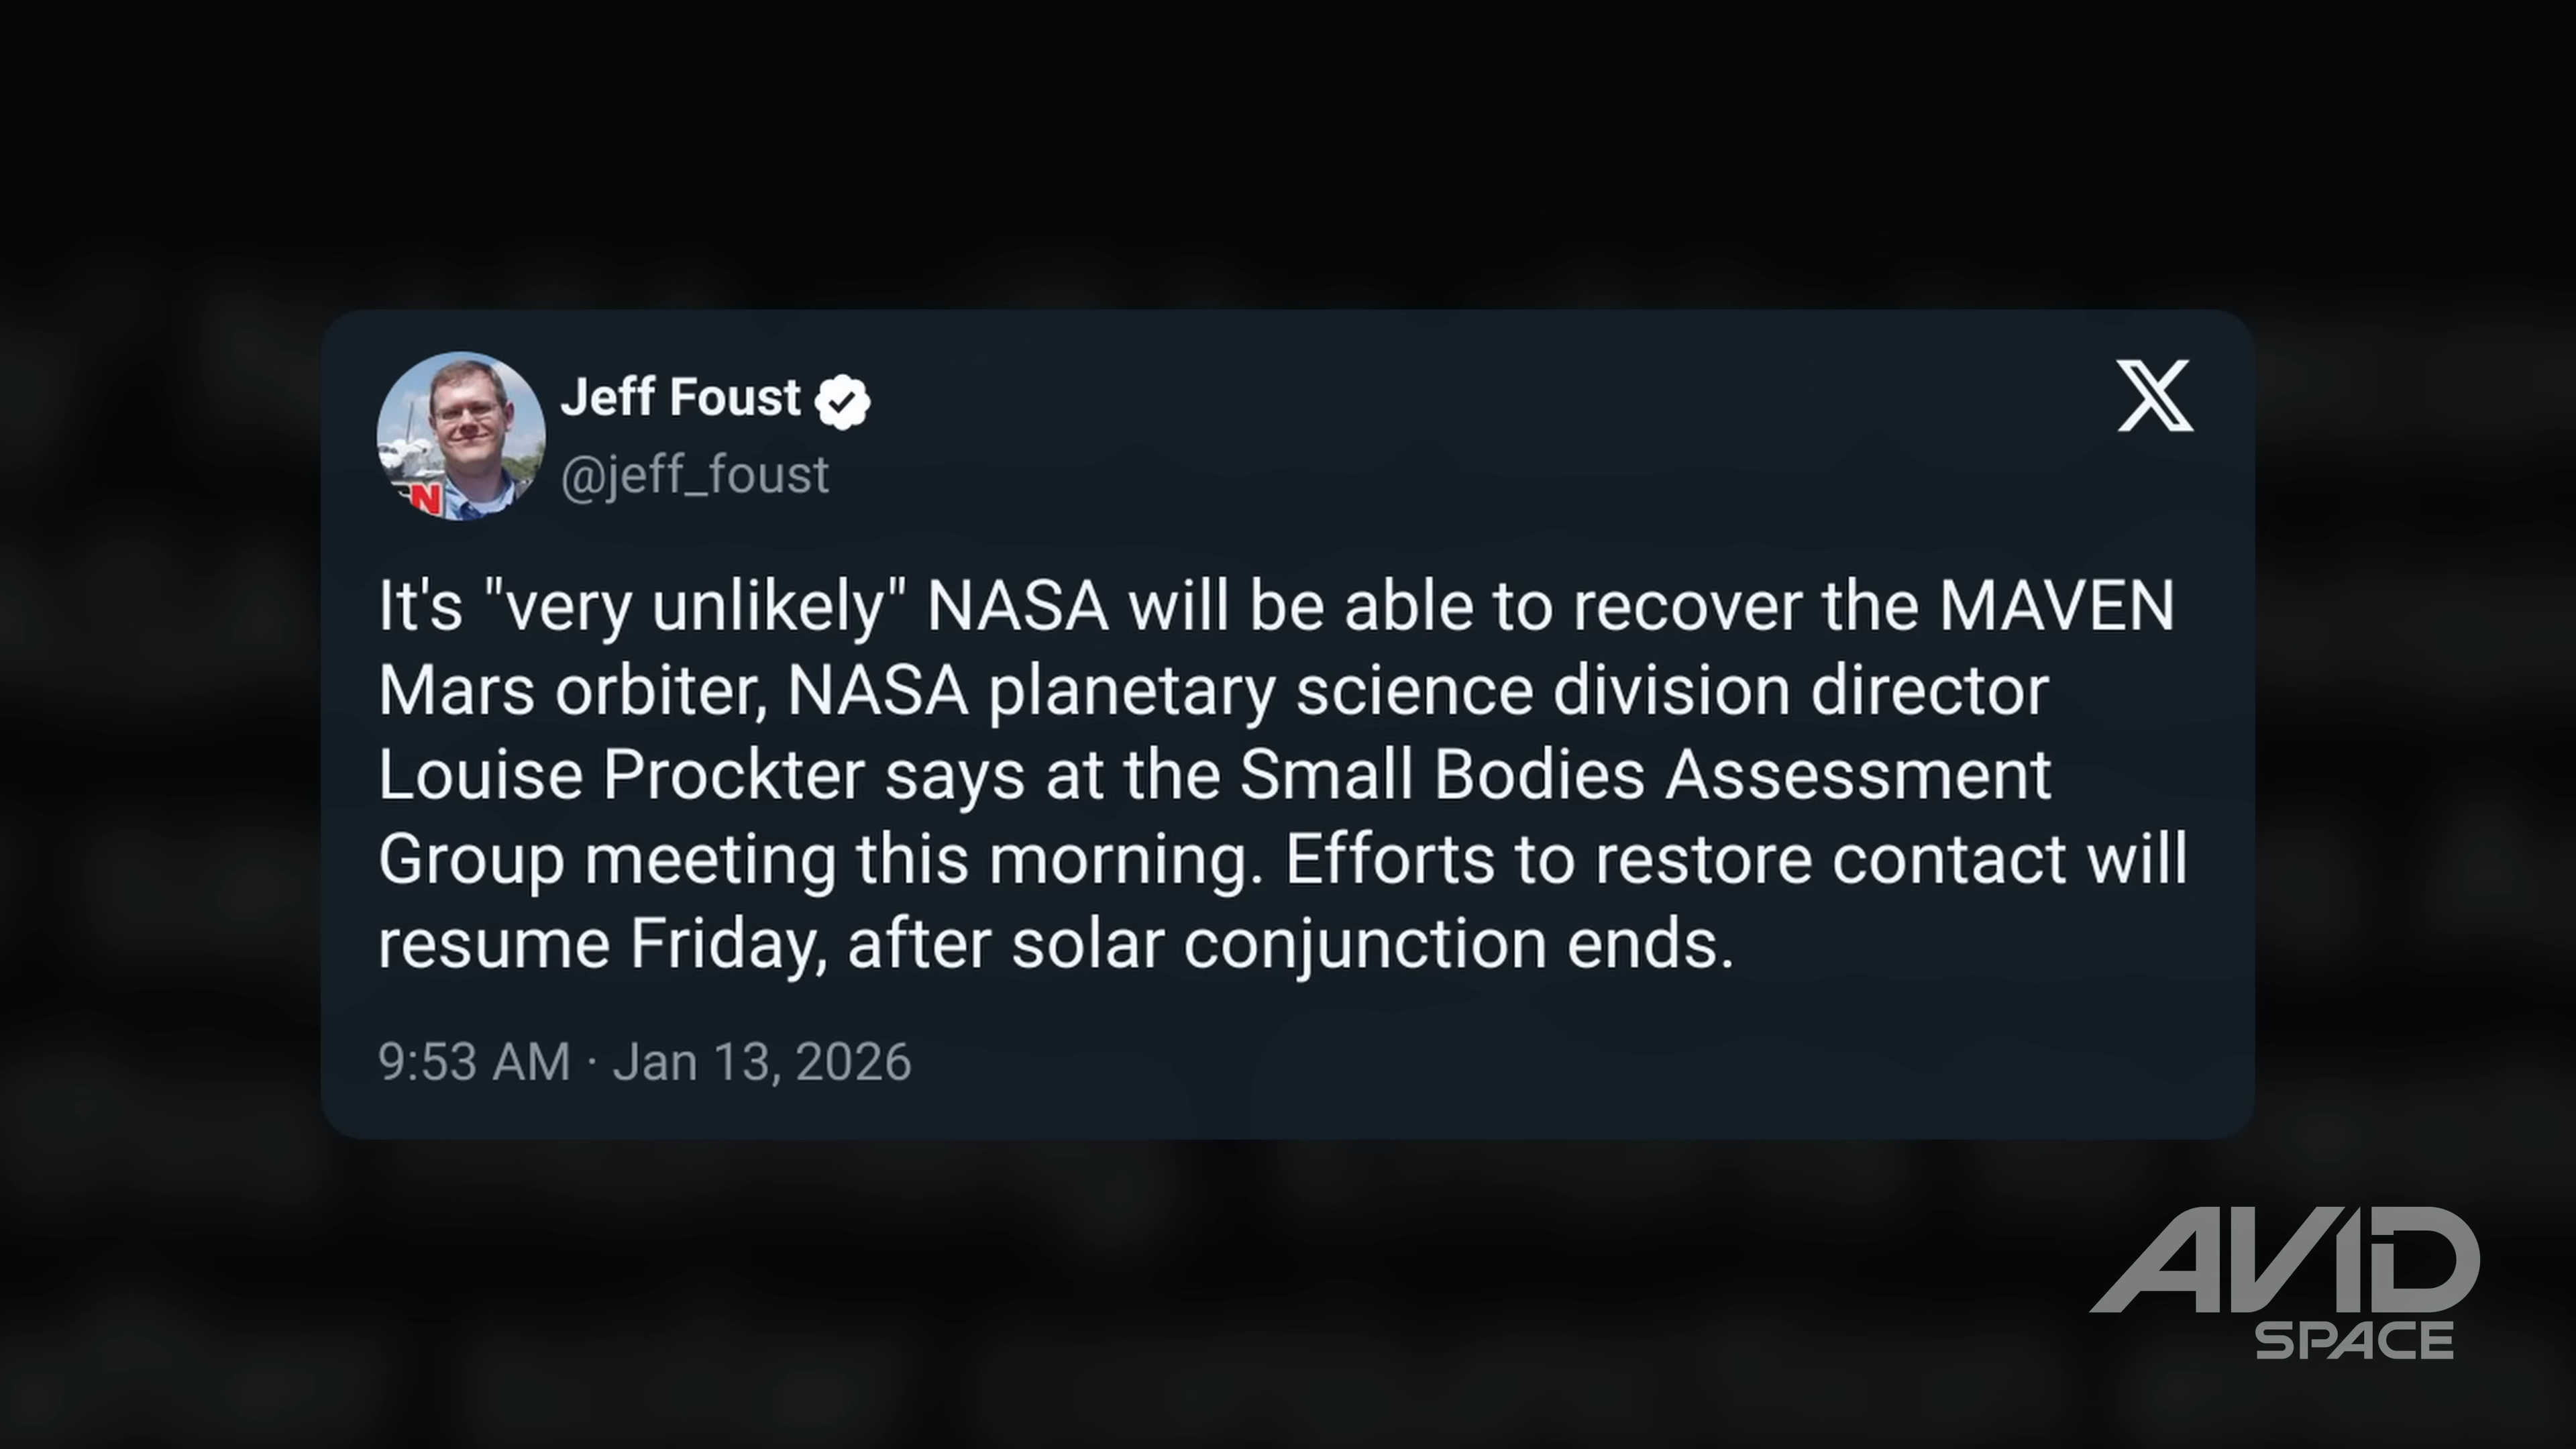 Jeff Foust
@jeff_foust
It's "very unlikely" NASA will be able to recover the MAVEN
Mars orbiter, NASA planetary science division director
Louise Prockter says at the Small Bodies Assessment
Group meeting this morning. Efforts to restore contact will
resume Friday, after solar conjunction ends.
9:53 AM · Jan 13, 2026
AVID
SPACE